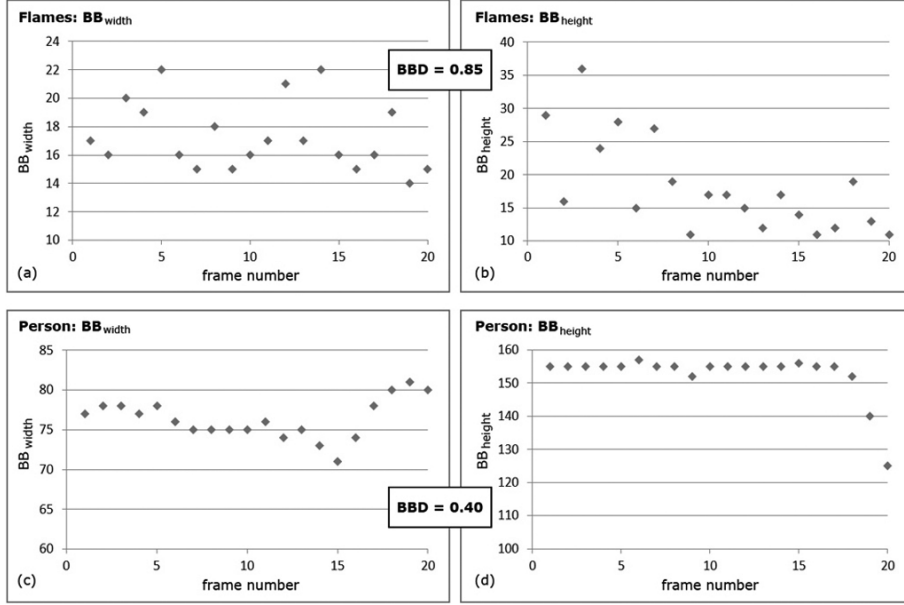 Flames: BBwidth
24
22
20
18
16
14
12
10
BBwidth
0
5
10
15
20
(a)
frame number
BBD = 0.85
Flames: BBheight
40
35
30
25
20
15
10
BBheight
0
5
10
15
20
(b)
frame number
Person: BBwidth
85
80
75
70
65
60
BBwidth
0
5
10
15
20
(c)
frame number
BBD = 0.40
Person: BBheight
160
150
140
130
120
110
100
BBheight
0
5
10
15
20
(d)
frame number